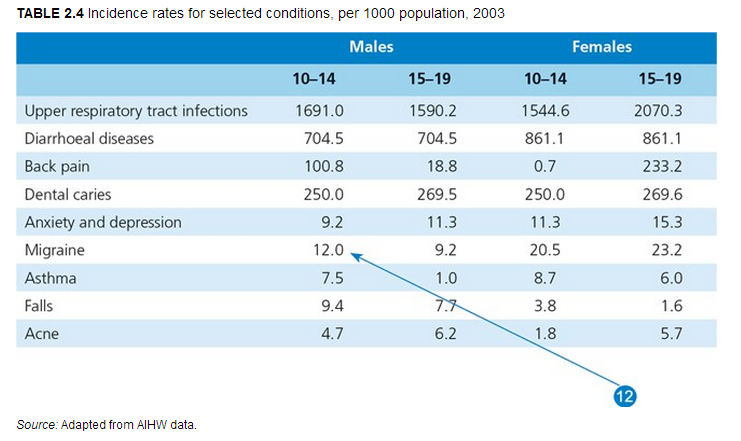 TABLE 2.4 Incidence rates for selected conditions, per 1000 population, 2003
Males Females
10–14 15–19 10–14 15–19
Upper respiratory tract infections 1691.0 1590.2 1544.6 2070.3
Diarrhoeal diseases 704.5 704.5 861.1 861.1
Back pain 100.8 18.8 0.7 233.2
Dental caries 250.0 269.5 250.0 269.6
Anxiety and depression 9.2 11.3 11.3 15.3
Migraine 12.0 9.2 20.5 23.2
Asthma 7.5 1.0 8.7 6.0
Falls 9.4 7.7 3.8 1.6
Acne 4.7 6.2 1.8 5.7
12
Source: Adapted from AIHW data.